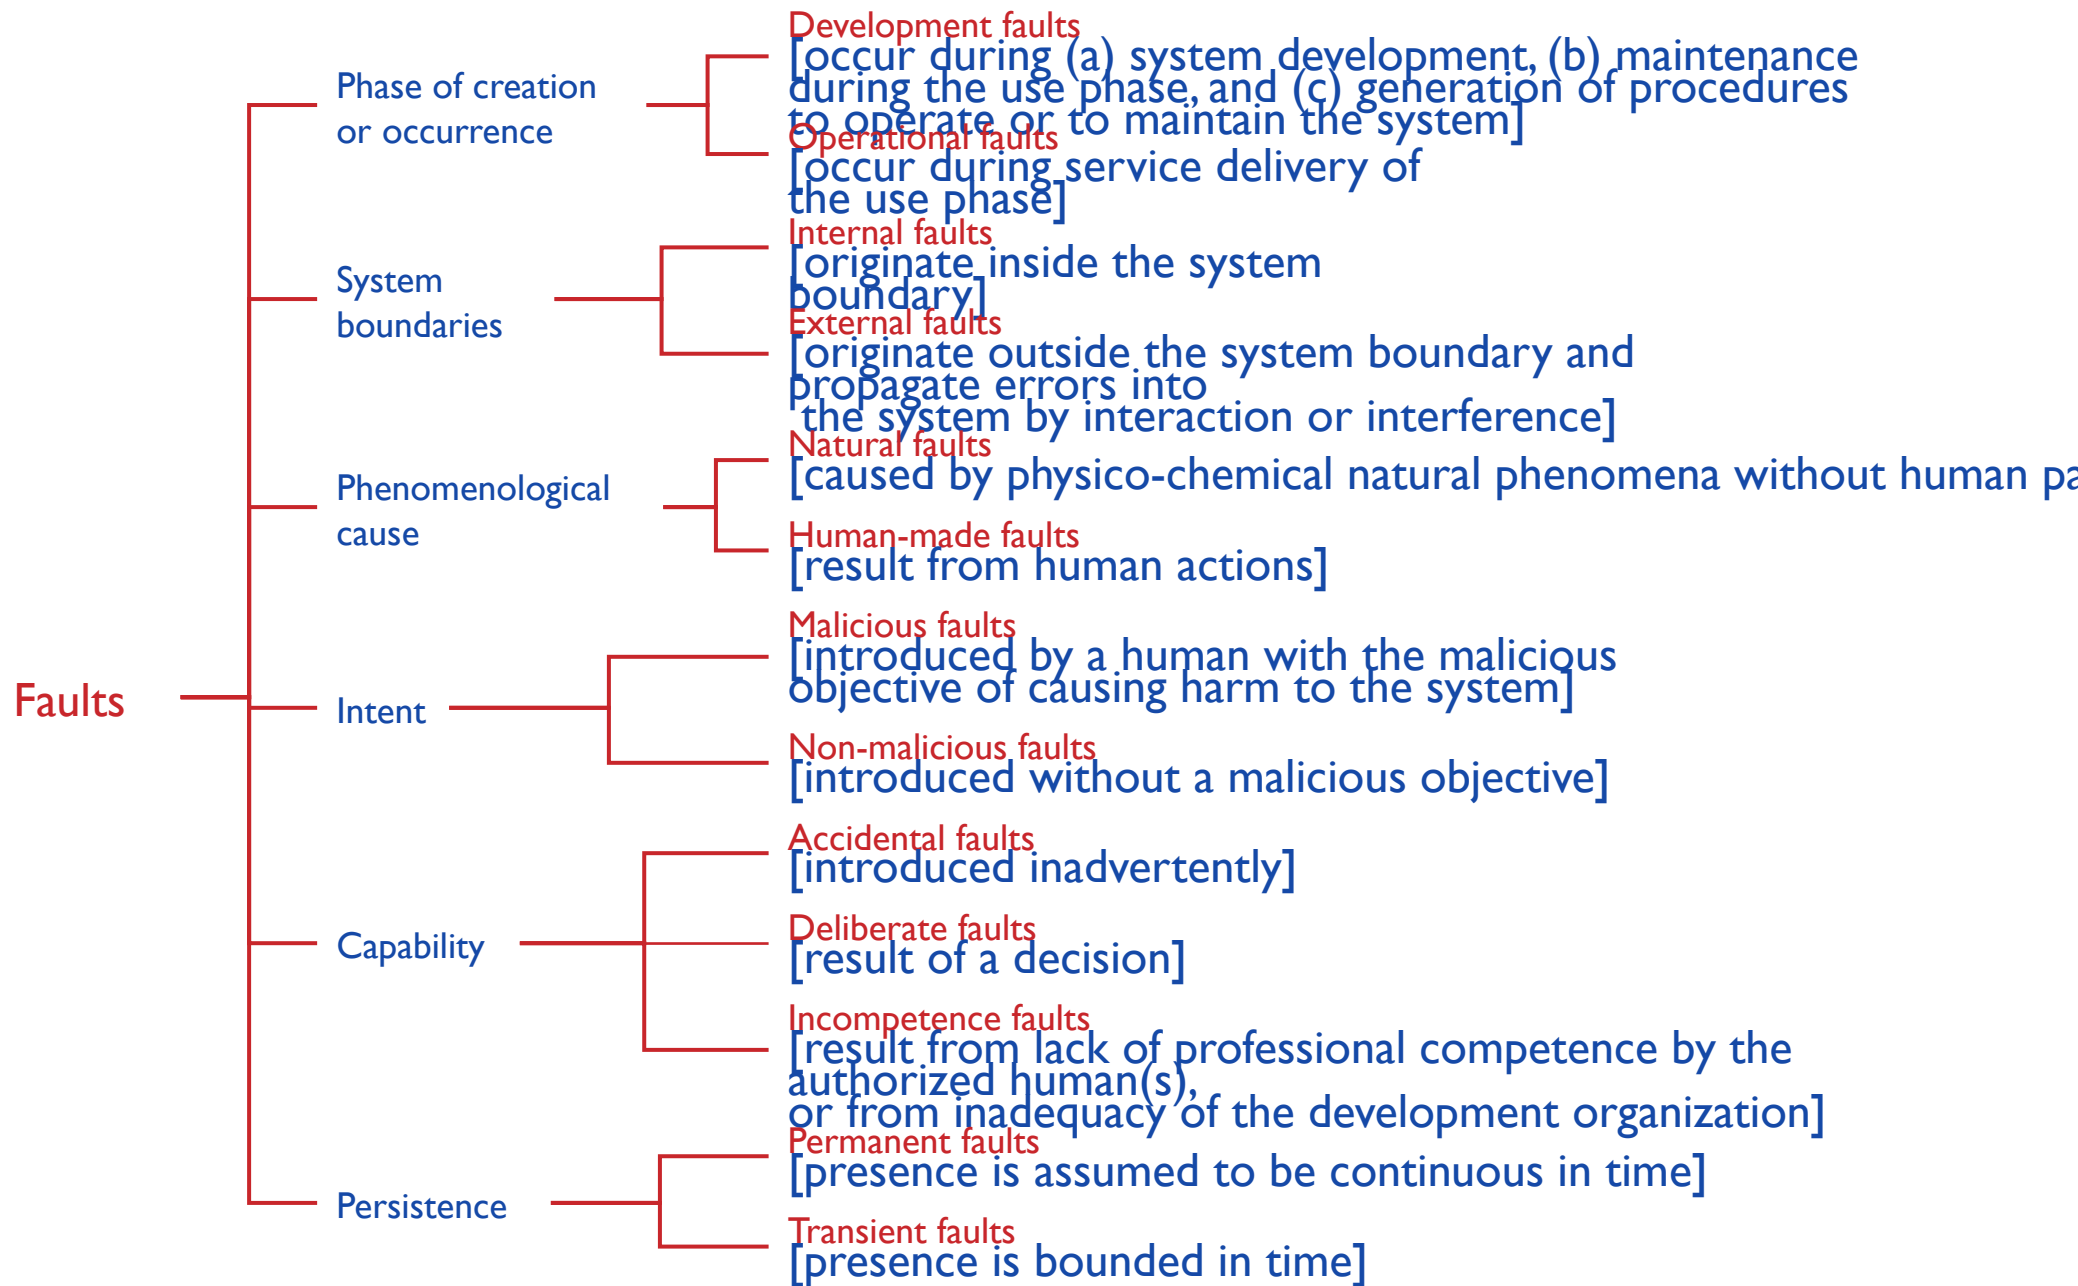 Faults
Phase of creation
or occurrence
Development faults
[occur during (a) system development, (b) maintenance
during the use phase, and (c) generation of procedures
to operate or to maintain the system]
Operational faults
[occur during service delivery of
the use phase]
System
boundaries
Internal faults
[originate inside the system
boundary]
External faults
[originate outside the system boundary and
propagate errors into
the system by interaction or interference]
Phenomenological
cause
Natural faults
[caused by physico-chemical natural phenomena without human pa
Human-made faults
[result from human actions]
Intent
Malicious faults
[introduced by a human with the malicious
objective of causing harm to the system]
Non-malicious faults
[introduced without a malicious objective]
Capability
Accidental faults
[introduced inadvertently]
Deliberate faults
[result of a decision]
Incompetence faults
[result from lack of professional competence by the
authorized human(s),
or from inadequacy of the development organization]
Persistence
Permanent faults
[presence is assumed to be continuous in time]
Transient faults
[presence is bounded in time]